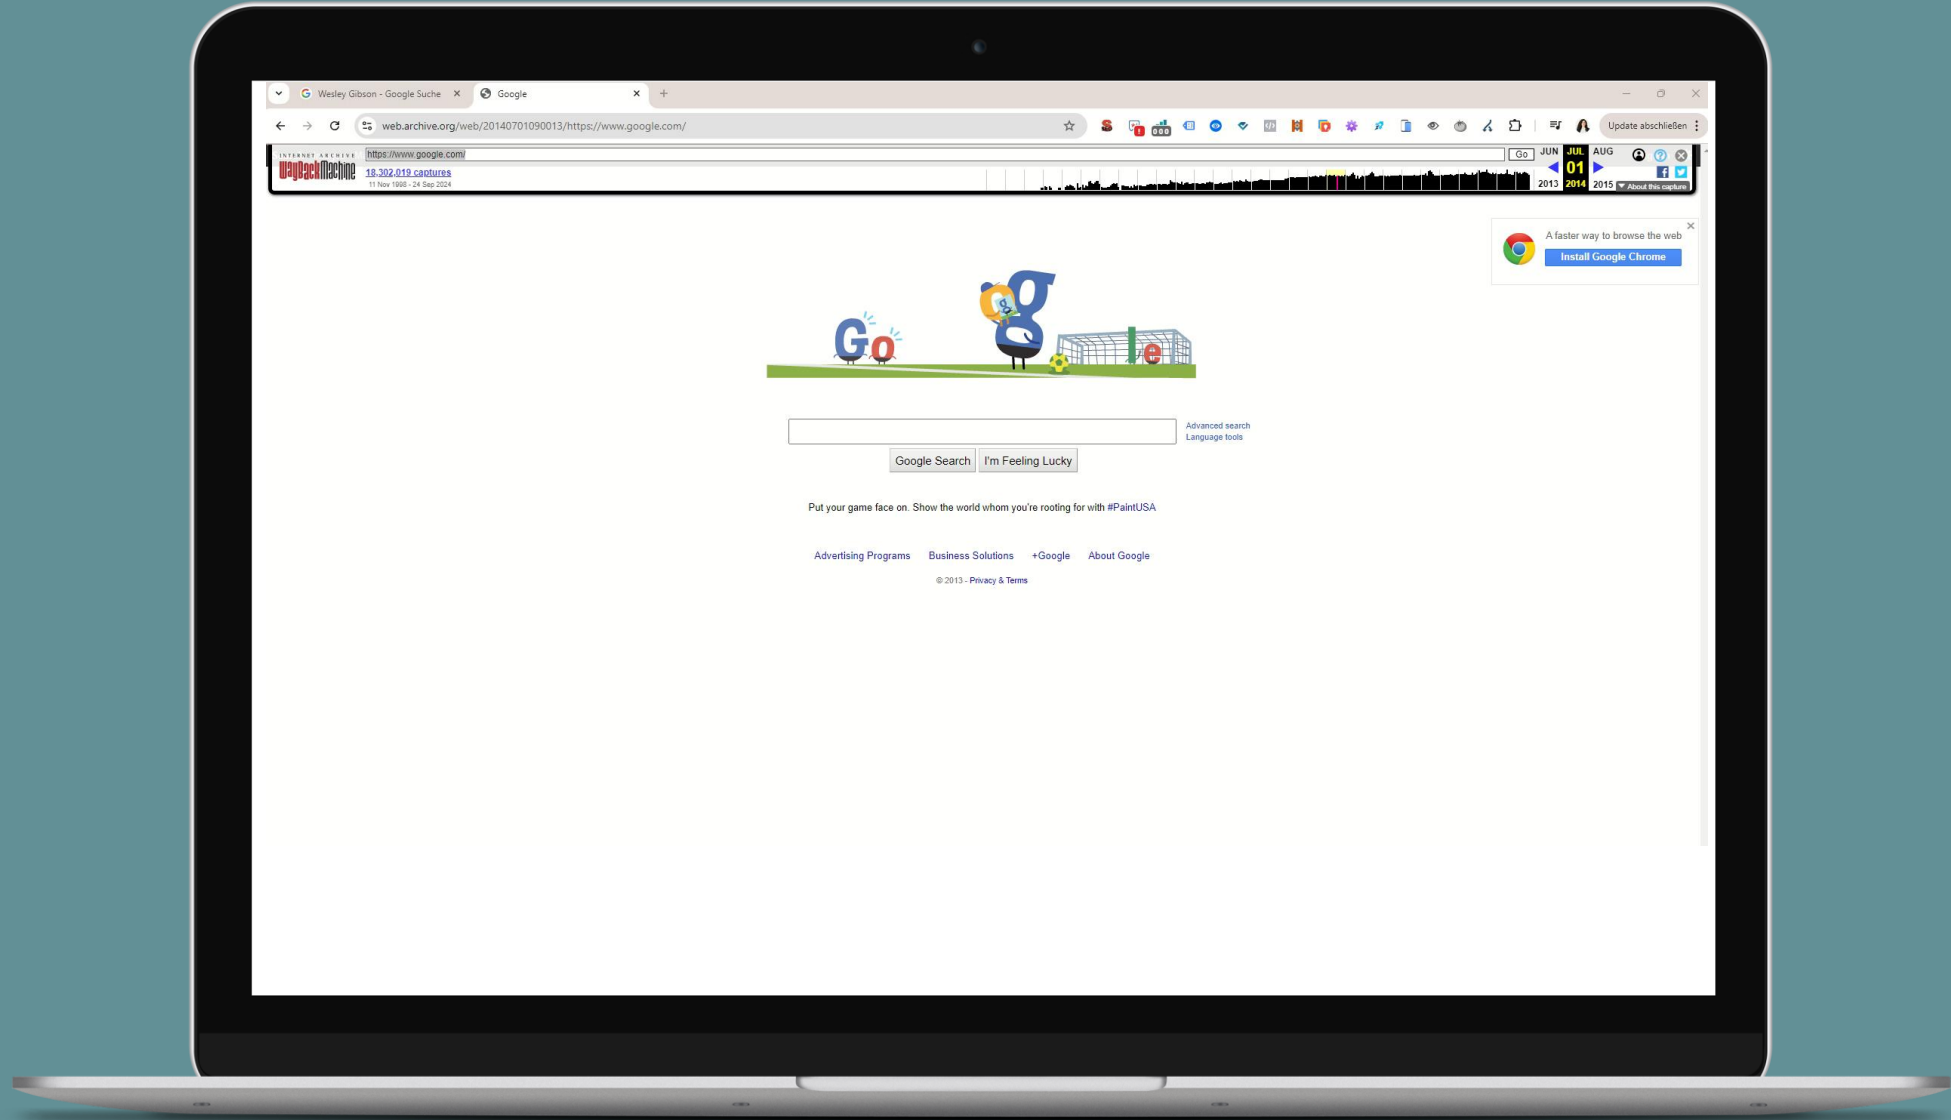 Wesley Gibson - Google Suche
Google
web.archive.org/web/20140701090013/https://www.google.com/
Update abschließen
INTERNET ARCHIVE
WayBackMachine
https://www.google.com/
Go
JUN JUL AUG
18,302,019 captures
01
11 Nov 1998 - 24 Sep 2024
2013 2014 2015
About this capture
A faster way to browse the web
Install Google Chrome
Google
Advanced search
Language tools
Google Search
I'm Feeling Lucky
Put your game face on. Show the world whom you're rooting for with #PaintUSA
Advertising Programs Business Solutions +Google About Google
© 2013 - Privacy & Terms